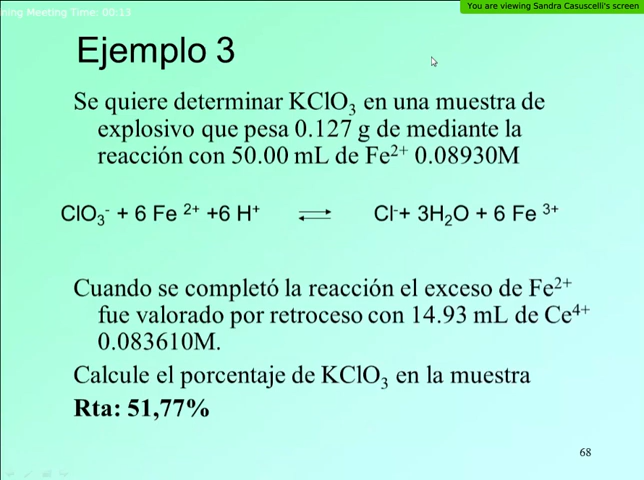 ning Meeting Time: 00:13
You are viewing Sandra Casuscelli's screen
Ejemplo 3
Se quiere determinar KClO₃ en una muestra de
explosivo que pesa 0.127 g de mediante la
reacción con 50.00 mL de Fe²⁺ 0.08930M
ClO₃⁻ + 6 Fe ²⁺ +6 H⁺ ⇌ Cl⁻+ 3H₂O + 6 Fe ³⁺
Cuando se completó la reacción el exceso de Fe²⁺
fue valorado por retroceso con 14.93 mL de Ce⁴⁺
0.083610M.
Calcule el porcentaje de KClO₃ en la muestra
Rta: 51,77%
68